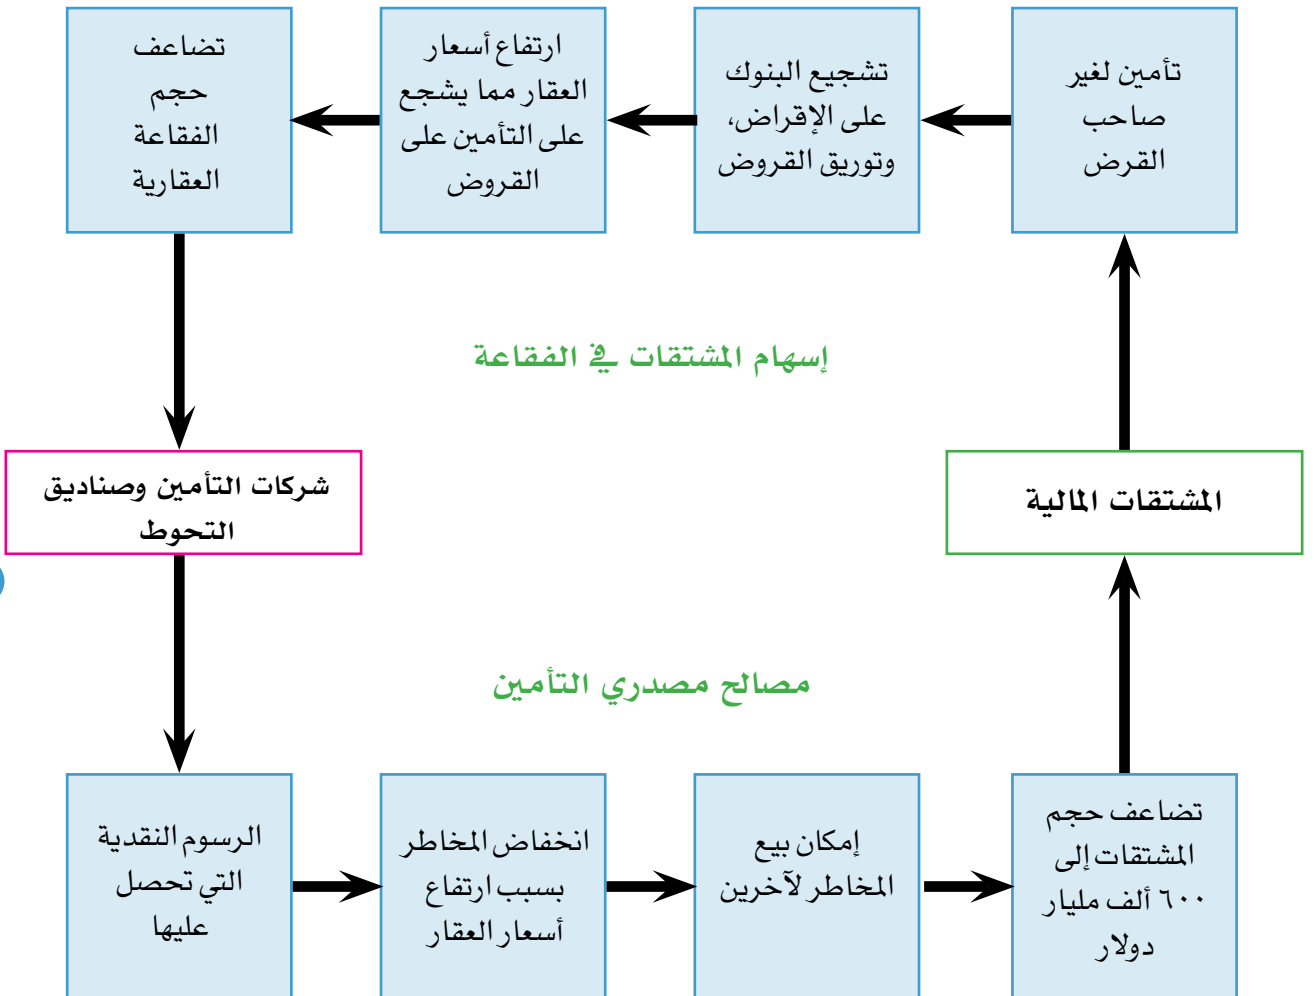 تأمين لغير
صاحب
القرض
تشجيع البنوك
على الإقراض،
وتوريق القروض
ارتفاع أسعار
العقار مما يشجع
على التأمين على
القروض
تضاعف
حجم
الفقاعة
العقارية
إسهام المشتقات في الفقاعة
المشتقات المالية
شركات التأمين وصناديق
التحوط
مصالح مصدري التأمين
الرسوم النقدية
التي تحصل
عليها
انخفاض المخاطر
بسبب ارتفاع
أسعار العقار
إمكان بيع
المخاطر لآخرين
تضاعف حجم
المشتقات إلى
٦٠٠ ألف مليار
دولار